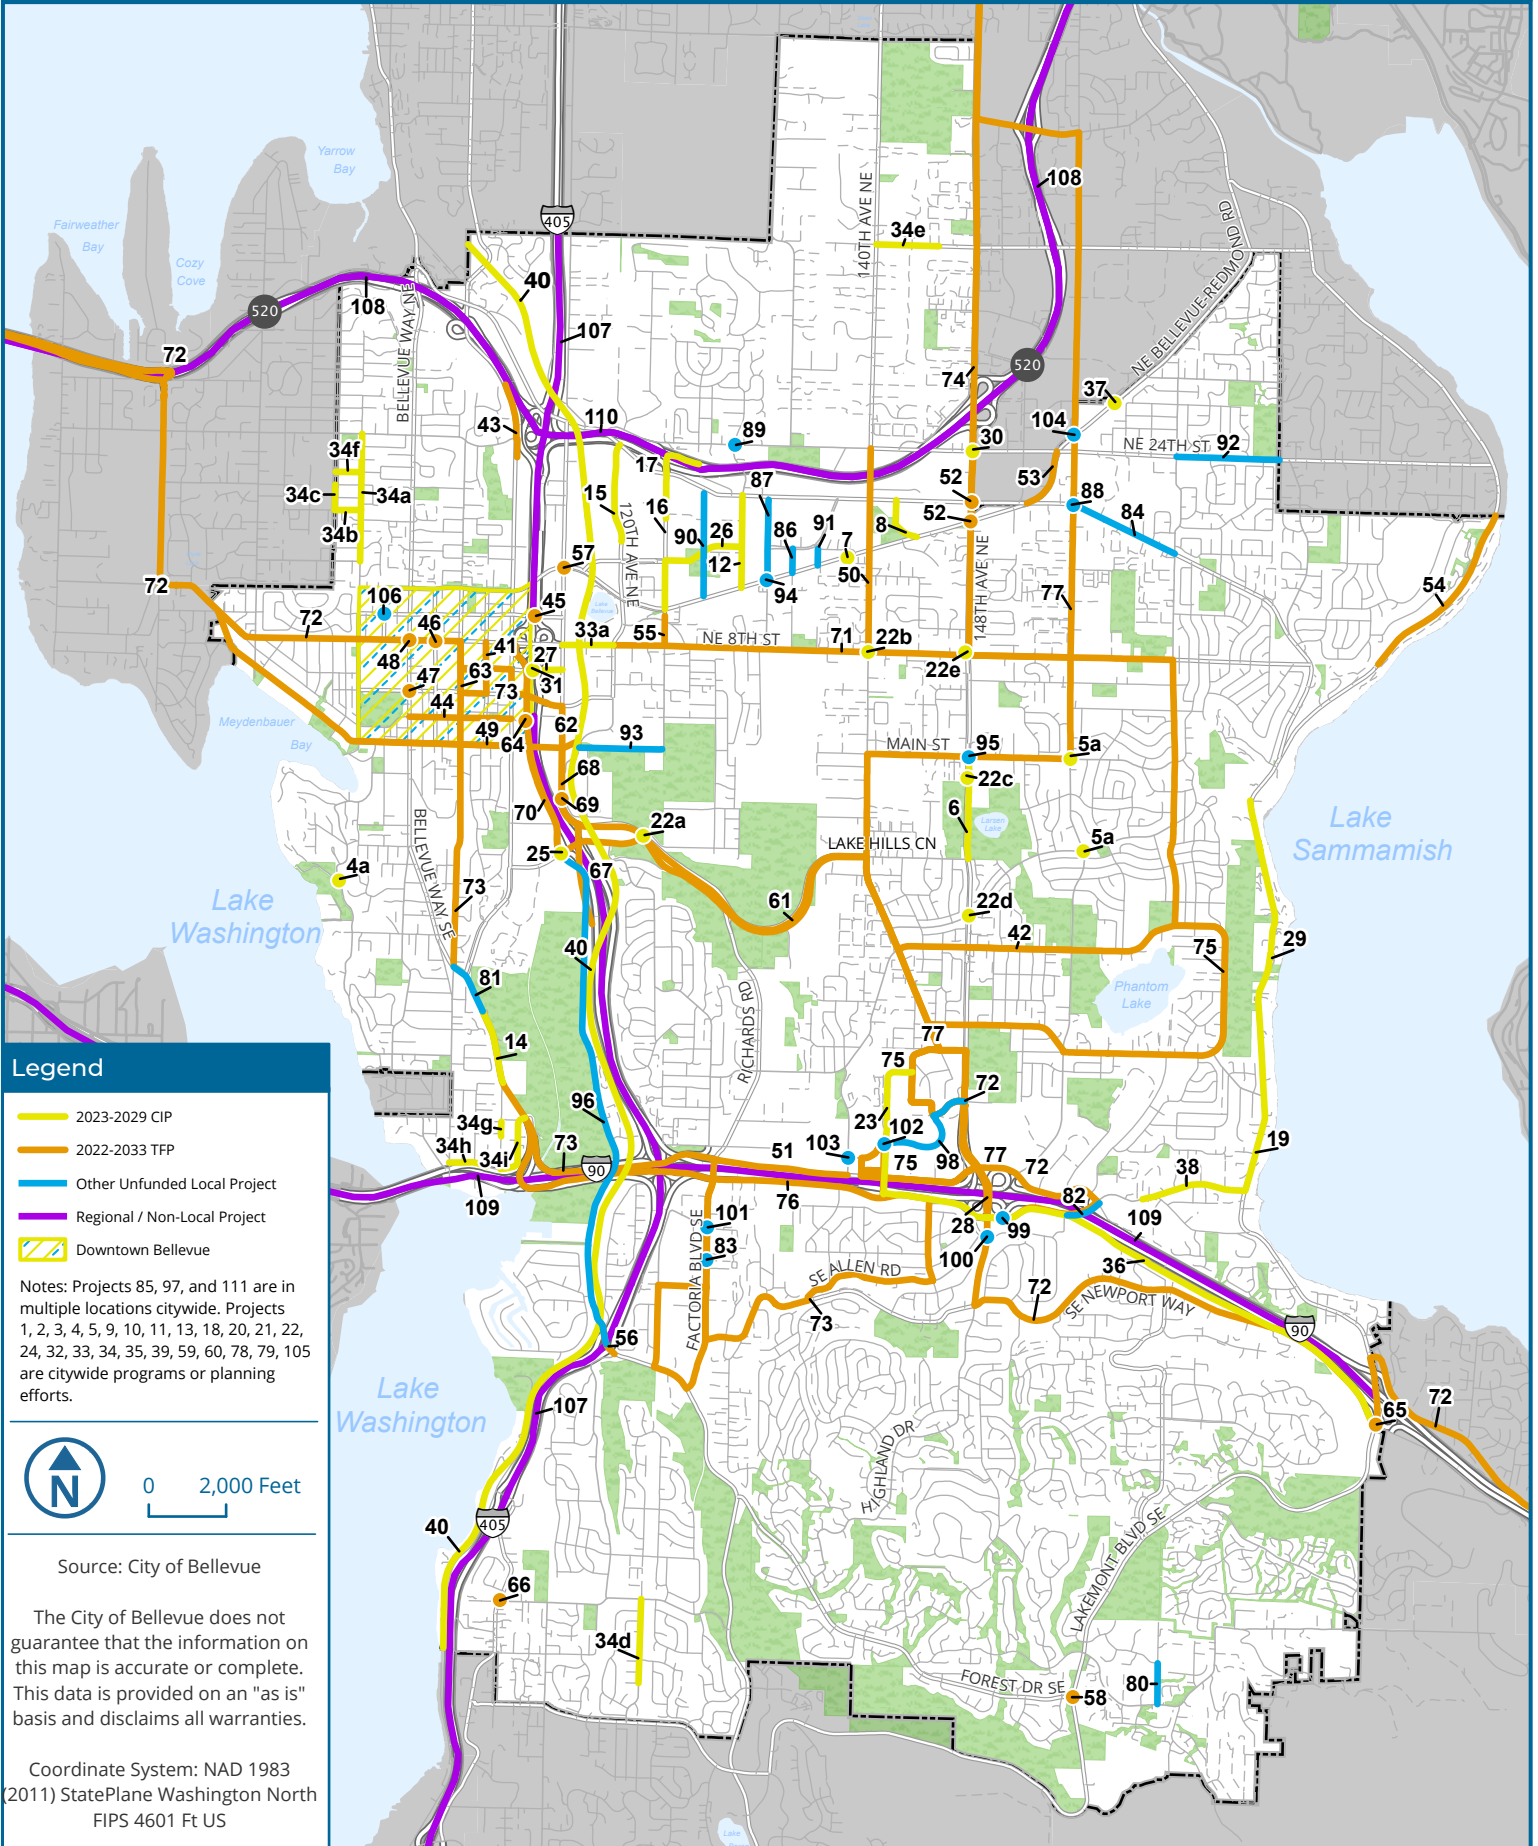 Yarrow
Bay
Fairweather
Bay
Cozy
Cove
405
108
140TH AVE NE
34e
NE BELLEVUE-REDMOND RD
40
520
108
BELLEVUE WAY NE
107
72
520
74
37
43
110
89
30
104
NE 24TH ST
92
34f
17
53
34c
34a
15
16
87
52
88
34b
120TH AVE NE
90
26
86
91
7
8
52
84
12
57
50
148TH AVE NE
94
77
54
72
106
45
Lake
Bellevue
72
46
33a
55
NE 8TH ST
71
22b
48
41
27
22e
47
63
31
73
44
62
Meydenbauer
Bay
49
64
93
MAIN ST
95
5a
68
22c
70
69
6
Larsen
Lake
22a
BELLEVUE WAY SE
LAKE HILLS CN
5a
Lake
Sammamish
25
4a
67
73
61
22d
Lake
Washington
42
40
75
29
81
Phantom
Lake
RICHARDS RD
14
77
75
72
96
23
34g
102
34h
34i
73
103
51
98
19
90
75
77
72
38
109
76
82
28
99
109
101
FACTORIA BLVD SE
83
100
36
SE ALLEN RD
72
SE NEWPORT WAY
73
90
56
Lake
Washington
107
65
72
HIGHLAND DR
405
40
LAKEMONT BLVD SE
66
34d
FOREST DR SE
58
80
Lake
Legend
2023-2029 CIP
2022-2033 TFP
Other Unfunded Local Project
Regional / Non-Local Project
Downtown Bellevue
Notes: Projects 85, 97, and 111 are in
multiple locations citywide. Projects
1, 2, 3, 4, 5, 9, 10, 11, 13, 18, 20, 21, 22,
24, 32, 33, 34, 35, 39, 59, 60, 78, 79, 105
are citywide programs or planning
efforts.
N
0 2,000 Feet
Source: City of Bellevue
The City of Bellevue does not
guarantee that the information on
this map is accurate or complete.
This data is provided on an "as is"
basis and disclaims all warranties.
Coordinate System: NAD 1983
(2011) StatePlane Washington North
FIPS 4601 Ft US